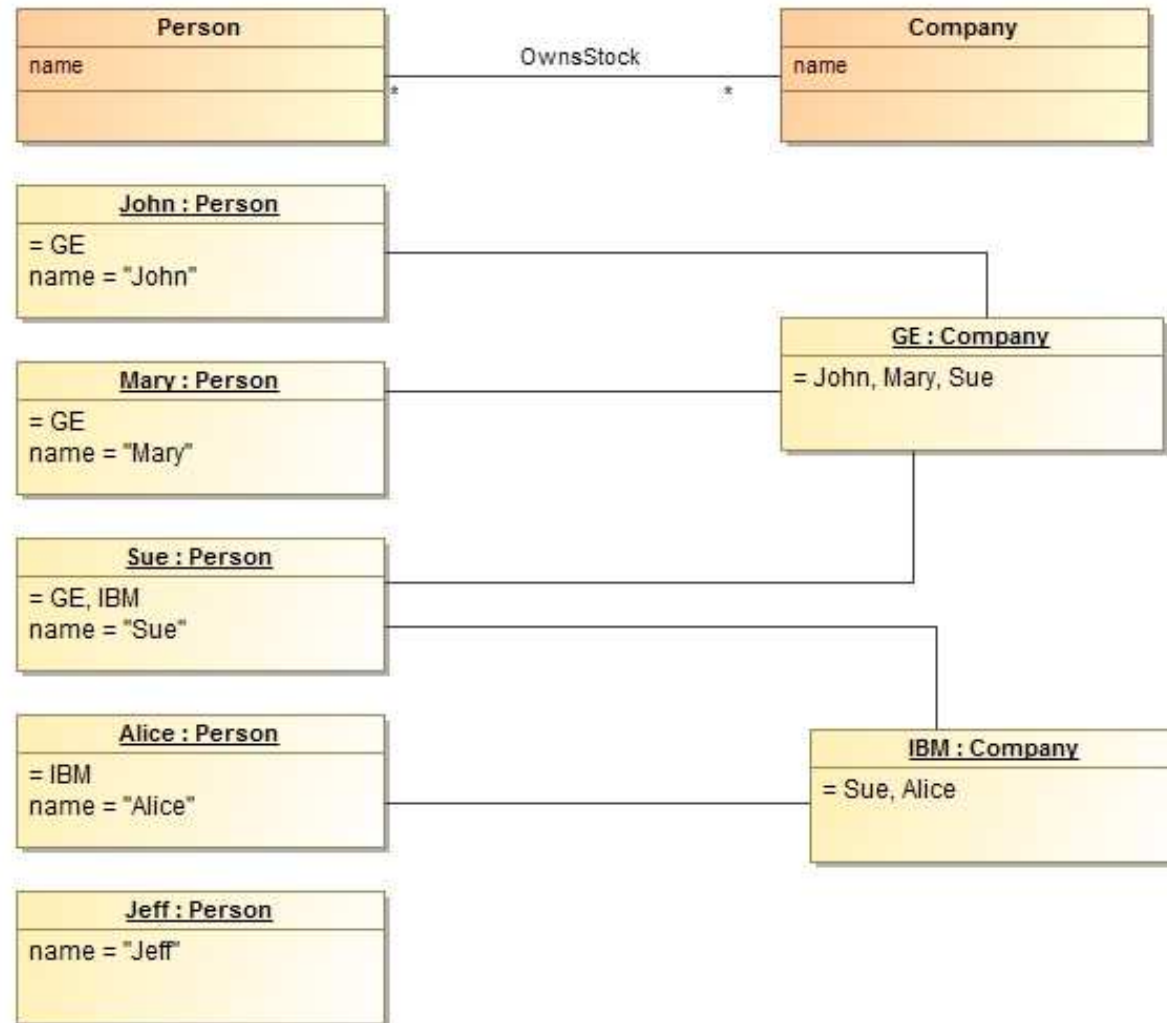 Person
name
OwnsStock
*
*
Company
name
John : Person
= GE
name = "John"
Mary : Person
= GE
name = "Mary"
GE : Company
= John, Mary, Sue
Sue : Person
= GE, IBM
name = "Sue"
Alice : Person
= IBM
name = "Alice"
IBM : Company
= Sue, Alice
Jeff : Person
name = "Jeff"